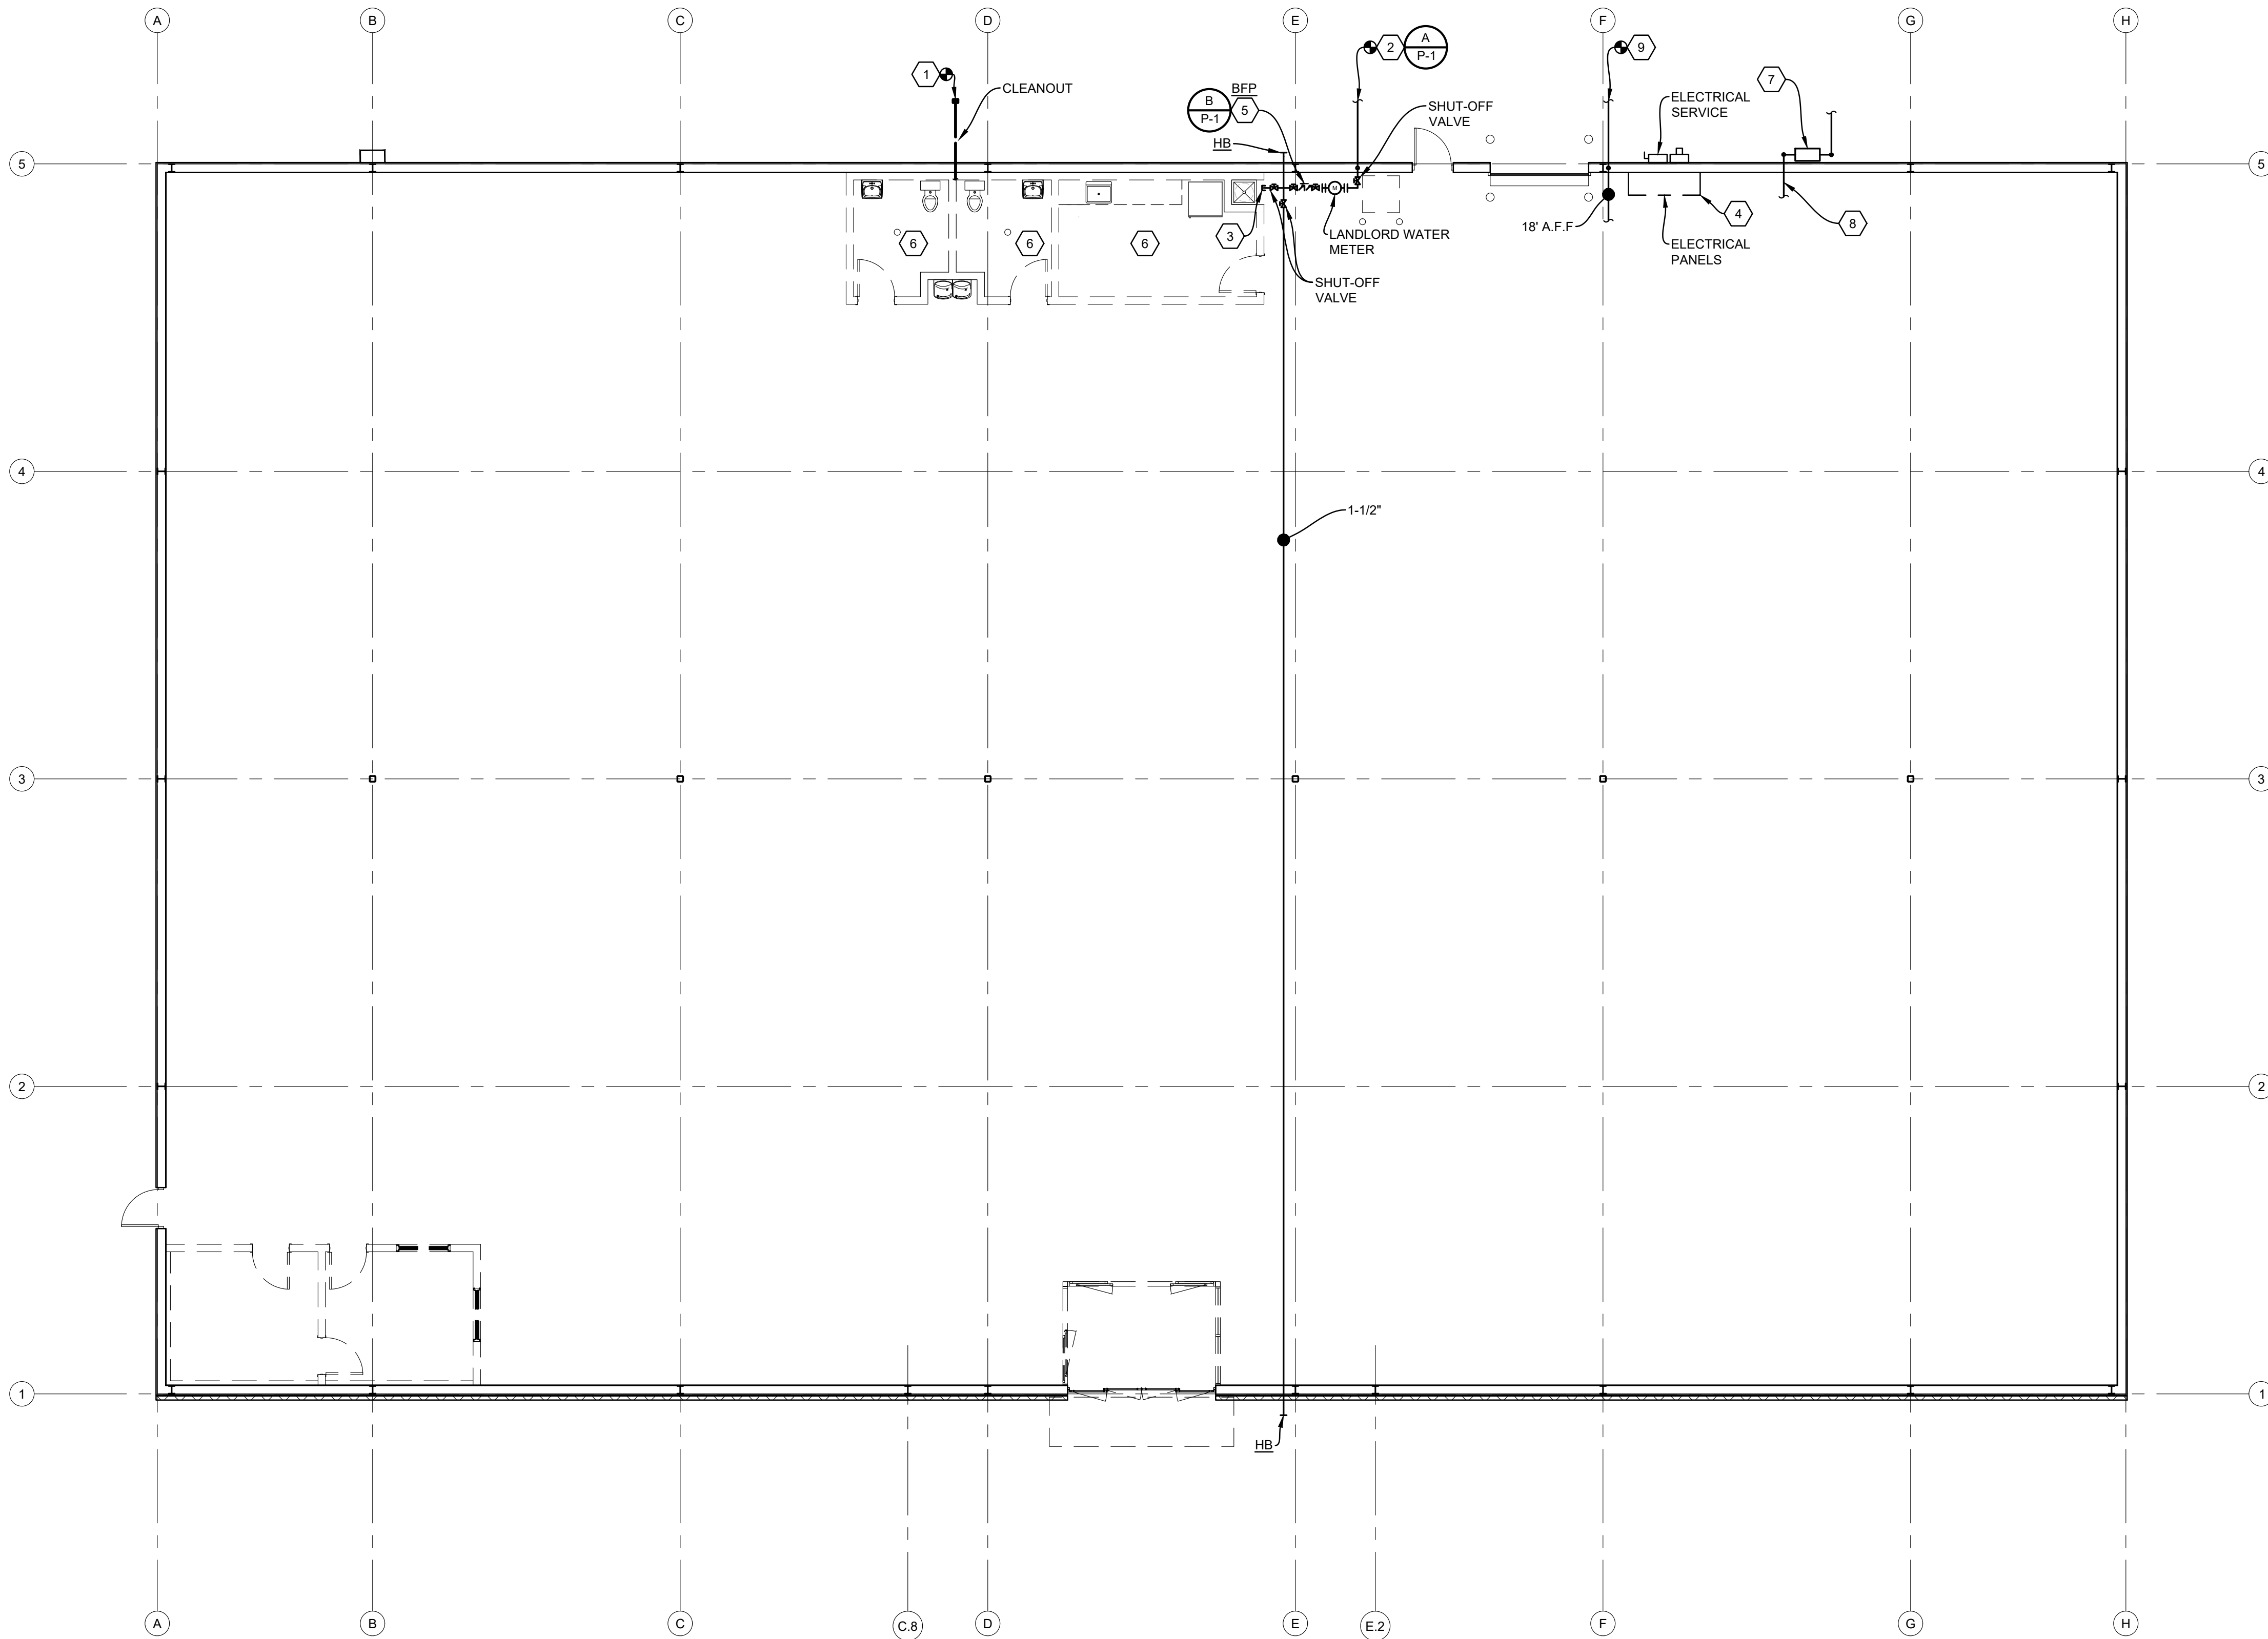 A
B
C
D
E
F
G
H
2
A
P-1
9
1
7
CLEANOUT
BFP
B
P-1
5
ELECTRICAL
SERVICE
SHUT-OFF
VALVE
HB
5
5
M
4
8
18' A.F.F
6
6
6
3
LANDLORD WATER
METER
ELECTRICAL
PANELS
SHUT-OFF
VALVE
4
4
1-1/2"
3
3
2
2
1
1
HB
A
B
C
C.8
D
E
E.2
F
G
H